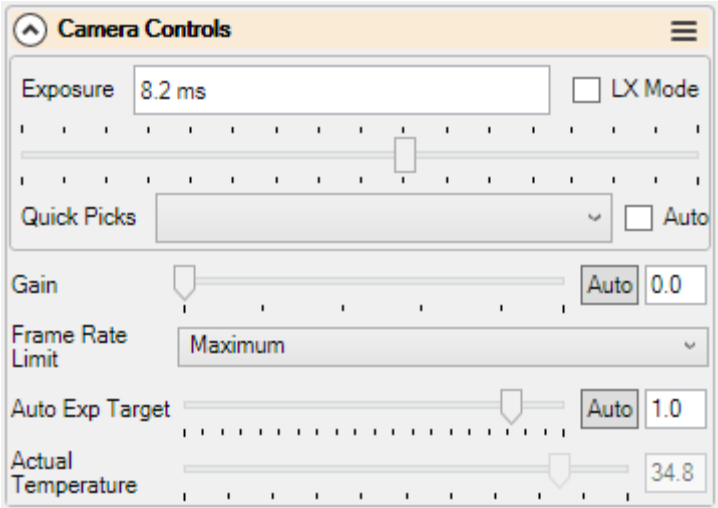 Camera Controls
Exposure 8.2 ms LX Mode
Quick Picks Auto
Gain Auto 0.0
Frame Rate
Limit
Maximum
Auto Exp Target Auto 1.0
Actual
Temperature
34.8